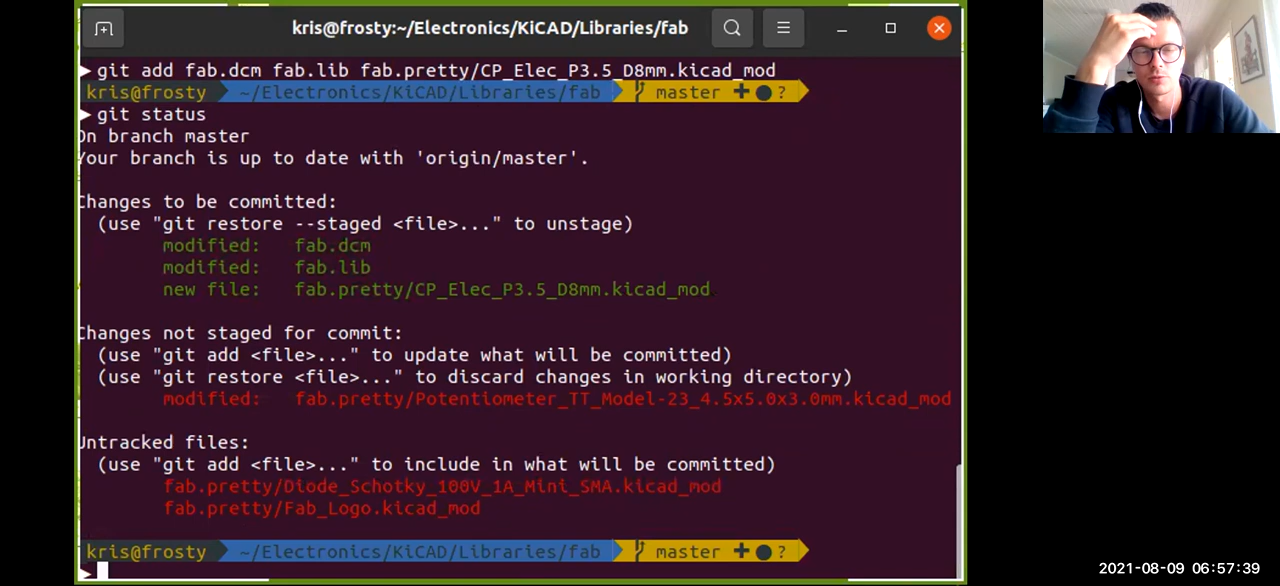 kris@frosty:~/Electronics/KiCAD/Libraries/fab
git add fab.dcm fab.lib fab.pretty/CP_Elec_P3.5_D8mm.kicad_mod
kris@frosty ~/Electronics/KiCAD/Libraries/fab master + ● ?
git status
On branch master
Your branch is up to date with 'origin/master'.
Changes to be committed:
(use "git restore --staged <file>..." to unstage)
modified: fab.dcm
modified: fab.lib
new file: fab.pretty/CP_Elec_P3.5_D8mm.kicad_mod
Changes not staged for commit:
(use "git add <file>..." to update what will be committed)
(use "git restore <file>..." to discard changes in working directory)
modified: fab.pretty/Potentiometer_TT_Model-23_4.5x5.0x3.0mm.kicad_mod
Untracked files:
(use "git add <file>..." to include in what will be committed)
fab.pretty/Diode_Schotky_100V_1A_Mini_SMA.kicad_mod
fab.pretty/Fab_Logo.kicad_mod
kris@frosty ~/Electronics/KiCAD/Libraries/fab master + ● ?
2021-08-09 06:57:39